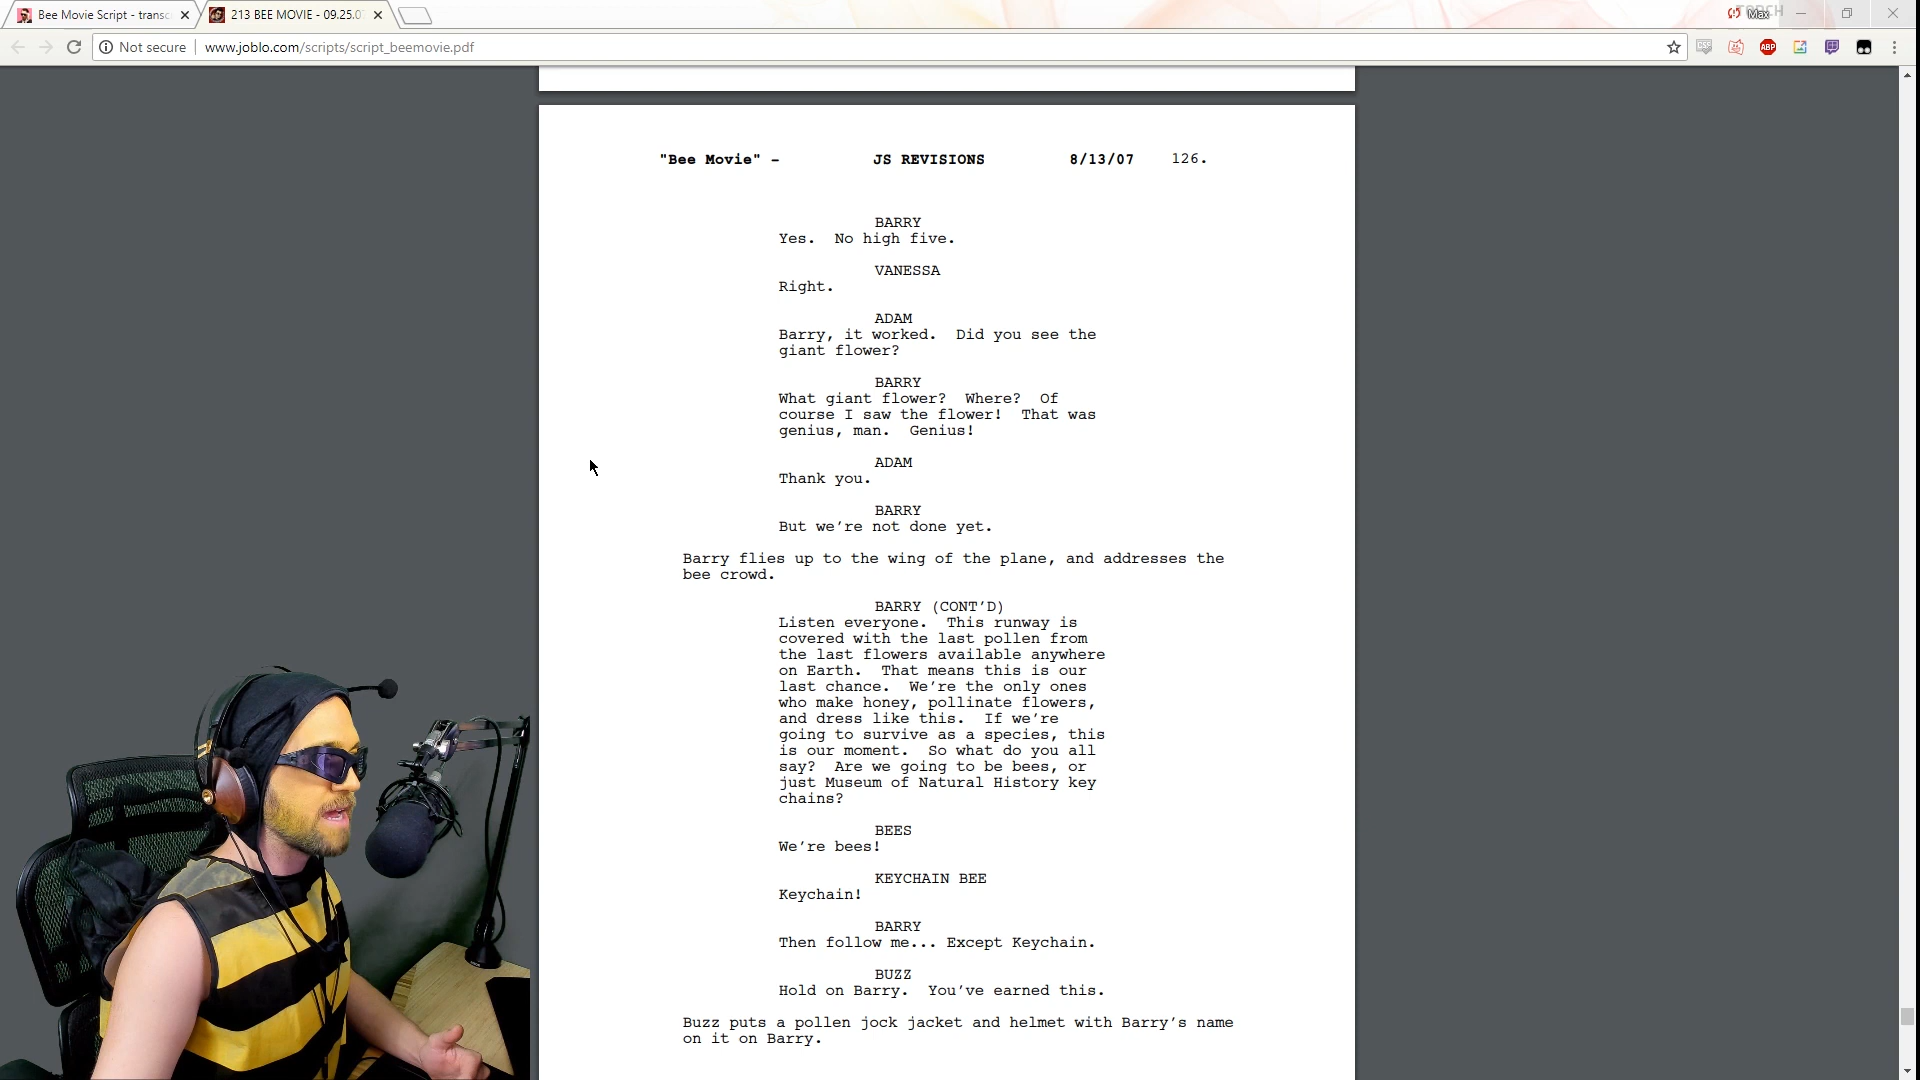 Bee Movie Script - transc
213 BEE MOVIE - 09.25.0
Max
Not secure
www.joblo.com/scripts/script_beemovie.pdf
ABP
"Bee Movie" - JS REVISIONS 8/13/07 126.
BARRY
Yes. No high five.
VANESSA
Right.
ADAM
Barry, it worked. Did you see the
giant flower?
BARRY
What giant flower? Where? Of
course I saw the flower! That was
genius, man. Genius!
ADAM
Thank you.
BARRY
But we're not done yet.
Barry flies up to the wing of the plane, and addresses the
bee crowd.
BARRY (CONT'D)
Listen everyone. This runway is
covered with the last pollen from
the last flowers available anywhere
on Earth. That means this is our
last chance. We're the only ones
who make honey, pollinate flowers,
and dress like this. If we're
going to survive as a species, this
is our moment. So what do you all
say? Are we going to be bees, or
just Museum of Natural History key
chains?
BEES
We're bees!
KEYCHAIN BEE
Keychain!
BARRY
Then follow me... Except Keychain.
BUZZ
Hold on Barry. You've earned this.
Buzz puts a pollen jock jacket and helmet with Barry's name
on it on Barry.